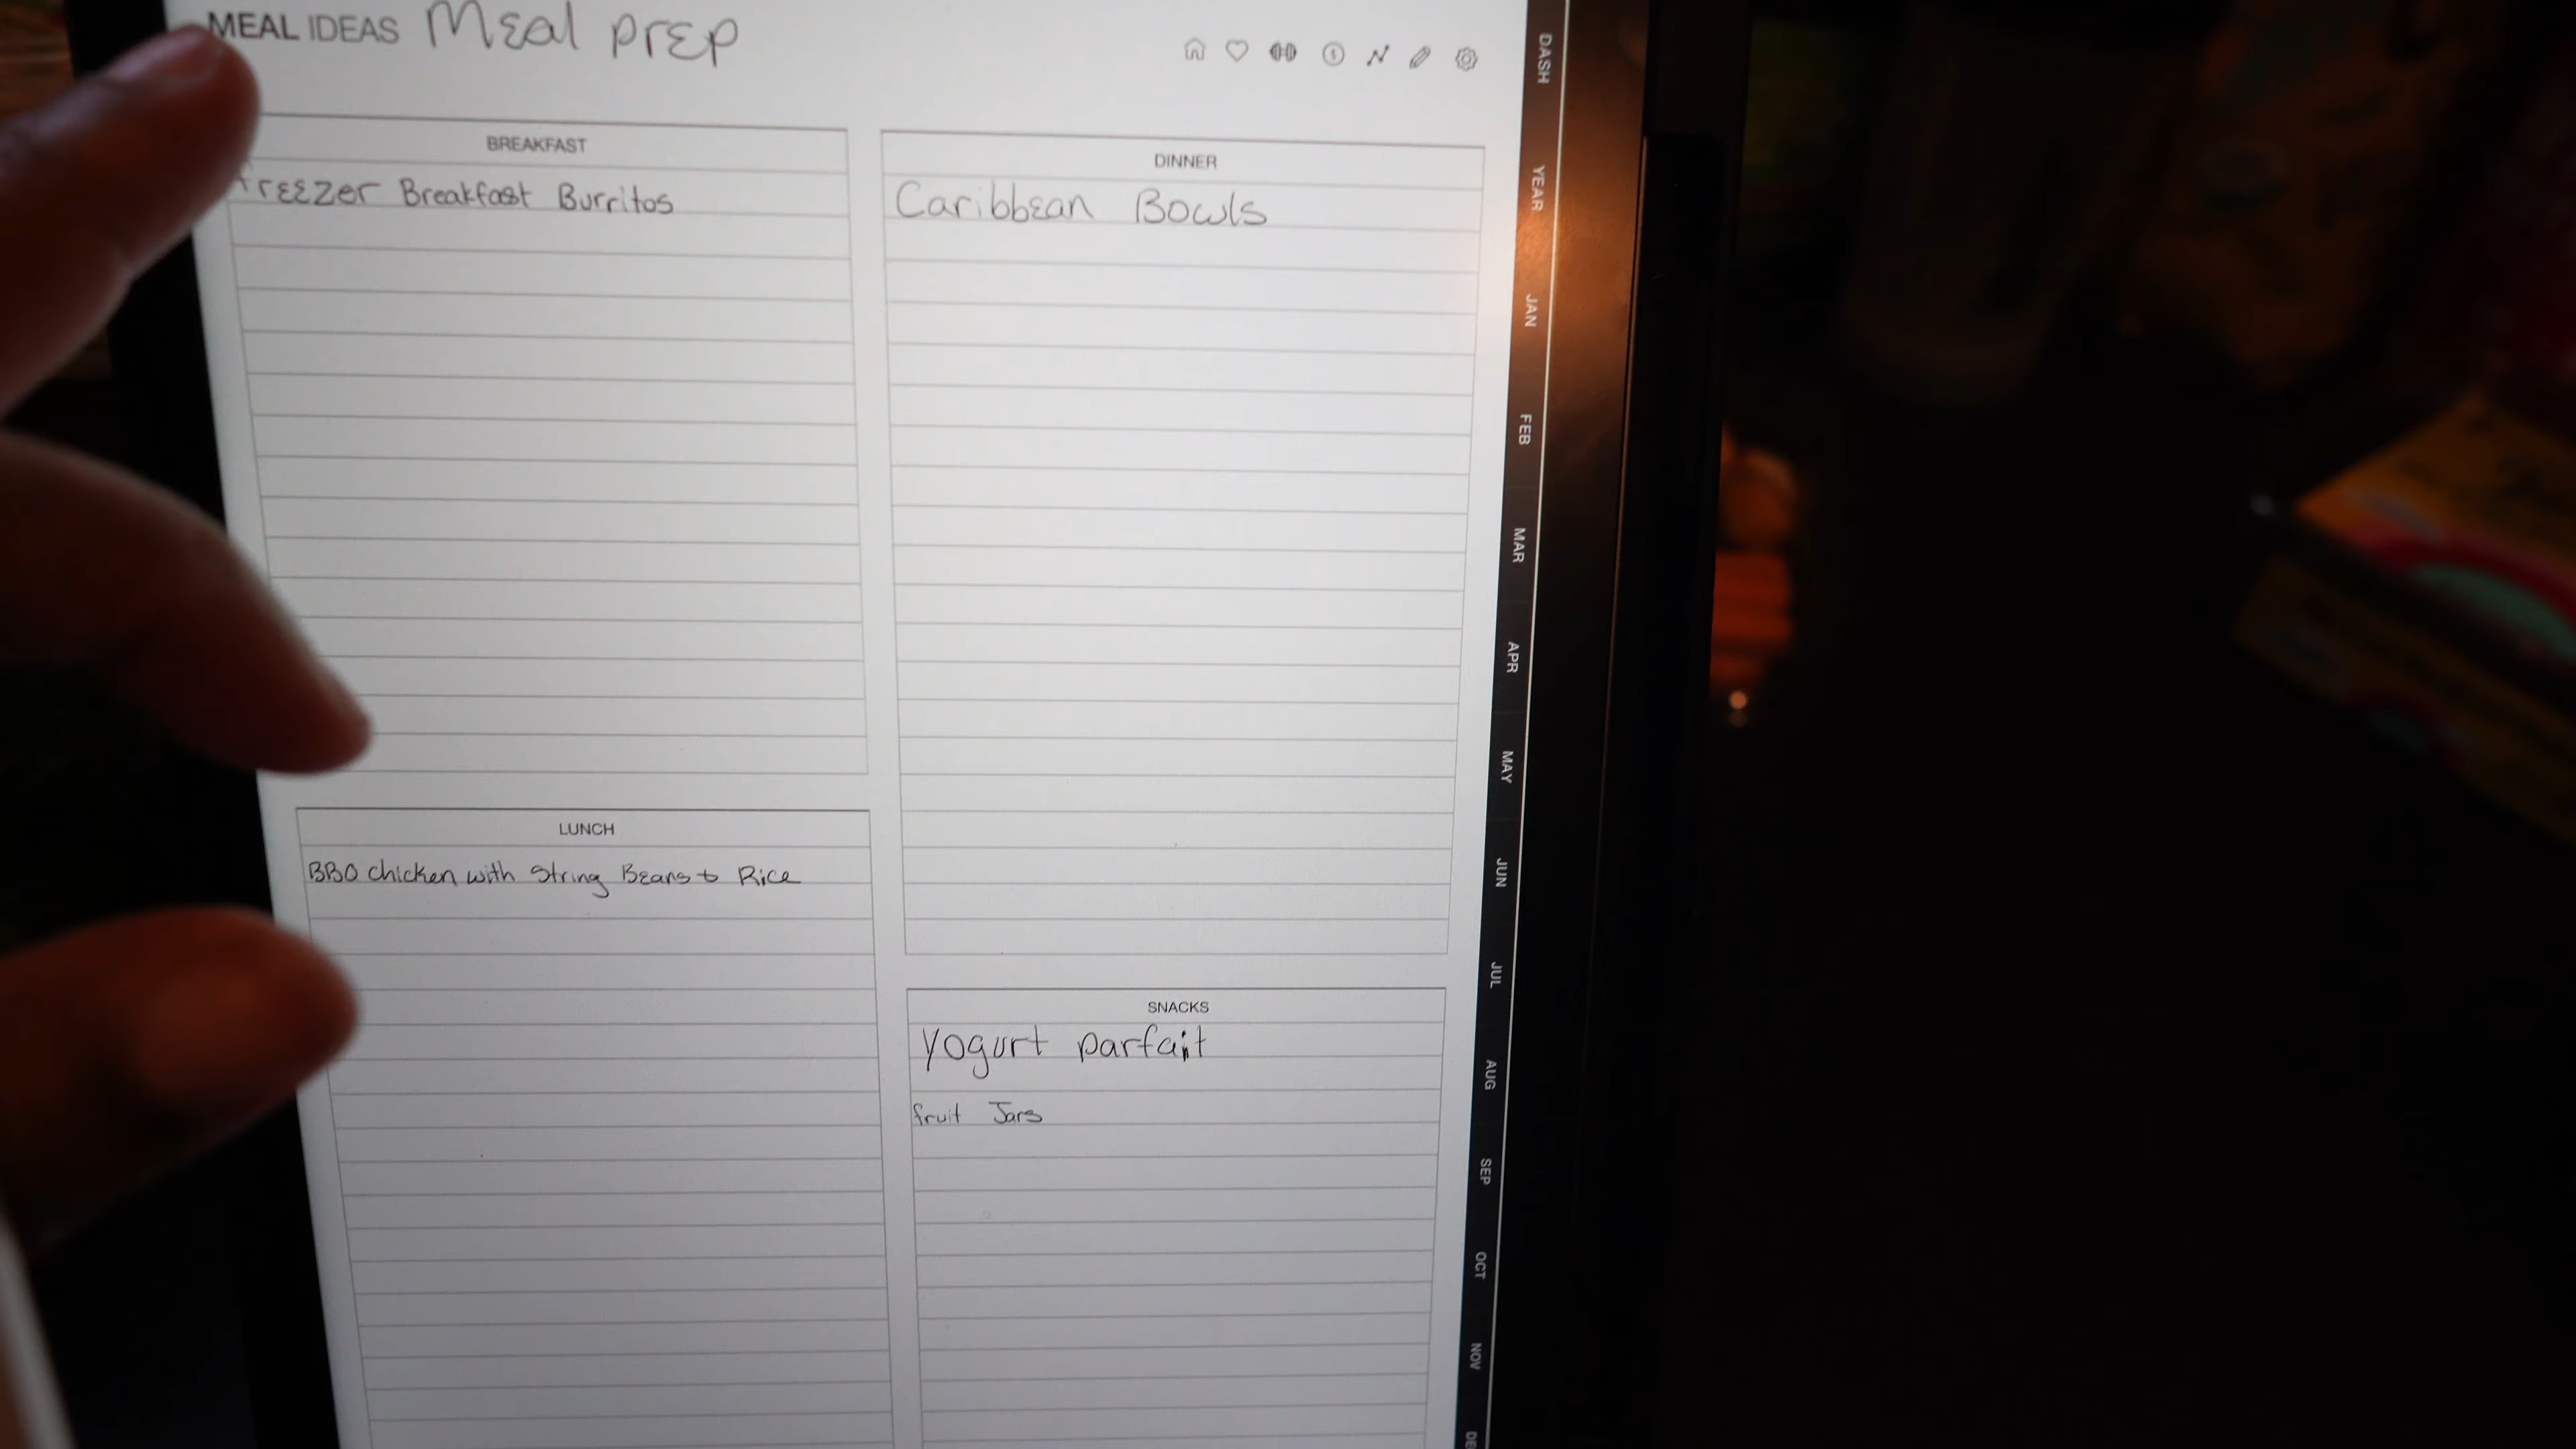 MEAL IDEAS Meal prep
BREAKFAST
freezer Breakfast Burritos
LUNCH
BBQ chicken with String Beans & Rice
DINNER
Caribbean Bowls
SNACKS
Yogurt parfait
fruit Jars
DASH
YEAR
JAN
FEB
MAR
APR
MAY
JUN
JUL
AUG
SEP
OCT
NOV